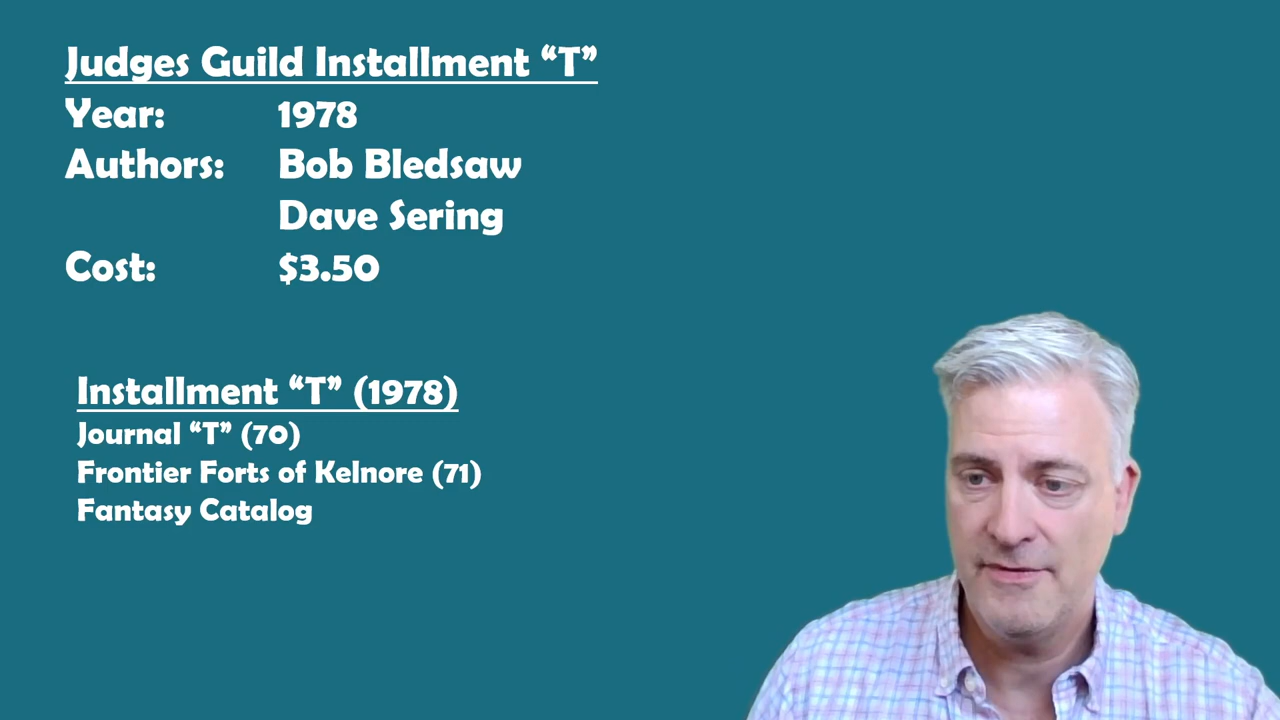 Judges Guild Installment “T”
Year: 1978
Authors: Bob Bledsaw
Dave Sering
Cost: $3.50
Installment “T” (1978)
Journal “T” (70)
Frontier Forts of Kelnore (71)
Fantasy Catalog